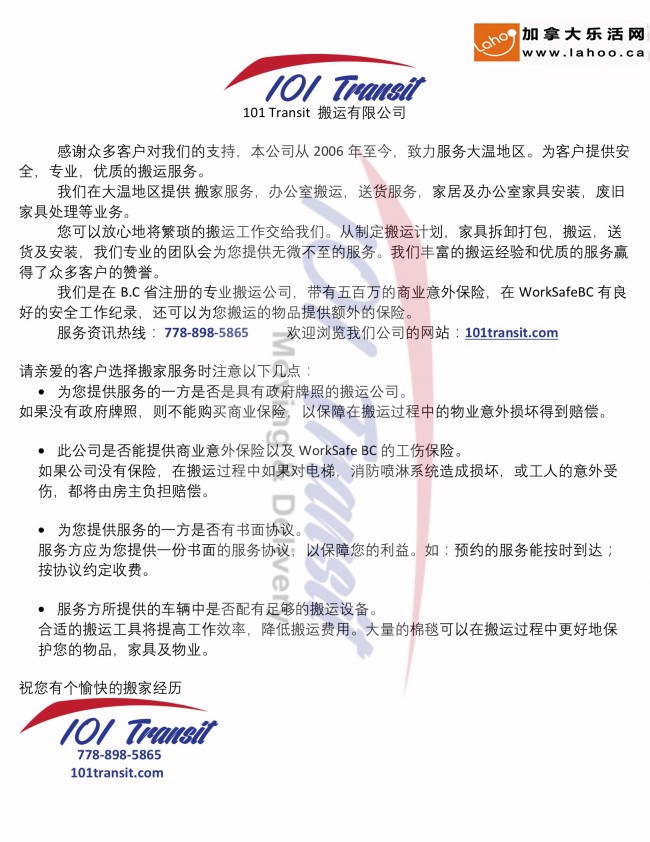 Lahoo
加拿大乐活网
www.lahoo.ca
101 Transit
101 Transit 搬运有限公司
感谢众多客户对我们的支持，本公司从 2006 年至今，致力服务大温地区。为客户提供安
全，专业，优质的搬运服务。
我们在大温地区提供 搬家服务，办公室搬运，送货服务，家居及办公室家具安装，废旧
家具处理等业务。
您可以放心地将繁琐的搬运工作交给我们。从制定搬运计划，家具拆卸打包，搬运，送
货及安装，我们专业的团队会为您提供无微不至的服务。我们丰富的搬运经验和优质的服务赢
得了众多客户的赞誉。
我们是在 B.C 省注册的专业搬运公司，带有五百万的商业意外保险，在 WorkSafeBC 有良
好的安全工作纪录，还可以为您搬运的物品提供额外的保险。
服务资讯热线：778-898-5865 欢迎浏览我们公司的网站：101transit.com
请亲爱的客户选择搬家服务时注意以下几点：
• 为您提供服务的一方是否是具有政府牌照的搬运公司。
如果没有政府牌照，则不能购买商业保险，以保障在搬运过程中的物业意外损坏得到赔偿。
• 此公司是否能提供商业意外保险以及 WorkSafe BC 的工伤保险。
如果公司没有保险，在搬运过程中如果对电梯，消防喷淋系统造成损坏，或工人的意外受
伤，都将由房主负担赔偿。
• 为您提供服务的一方是否有书面协议。
服务方应为您提供一份书面的服务协议，以保障您的利益。如：预约的服务能按时到达；
按协议约定收费。
• 服务方所提供的车辆中是否配有足够的搬运设备。
合适的搬运工具将提高工作效率，降低搬运费用。大量的棉毯可以在搬运过程中更好地保
护您的物品，家具及物业。
祝您有个愉快的搬家经历
101 Transit
778-898-5865
101transit.com
101 Transit
Moving & Delivery